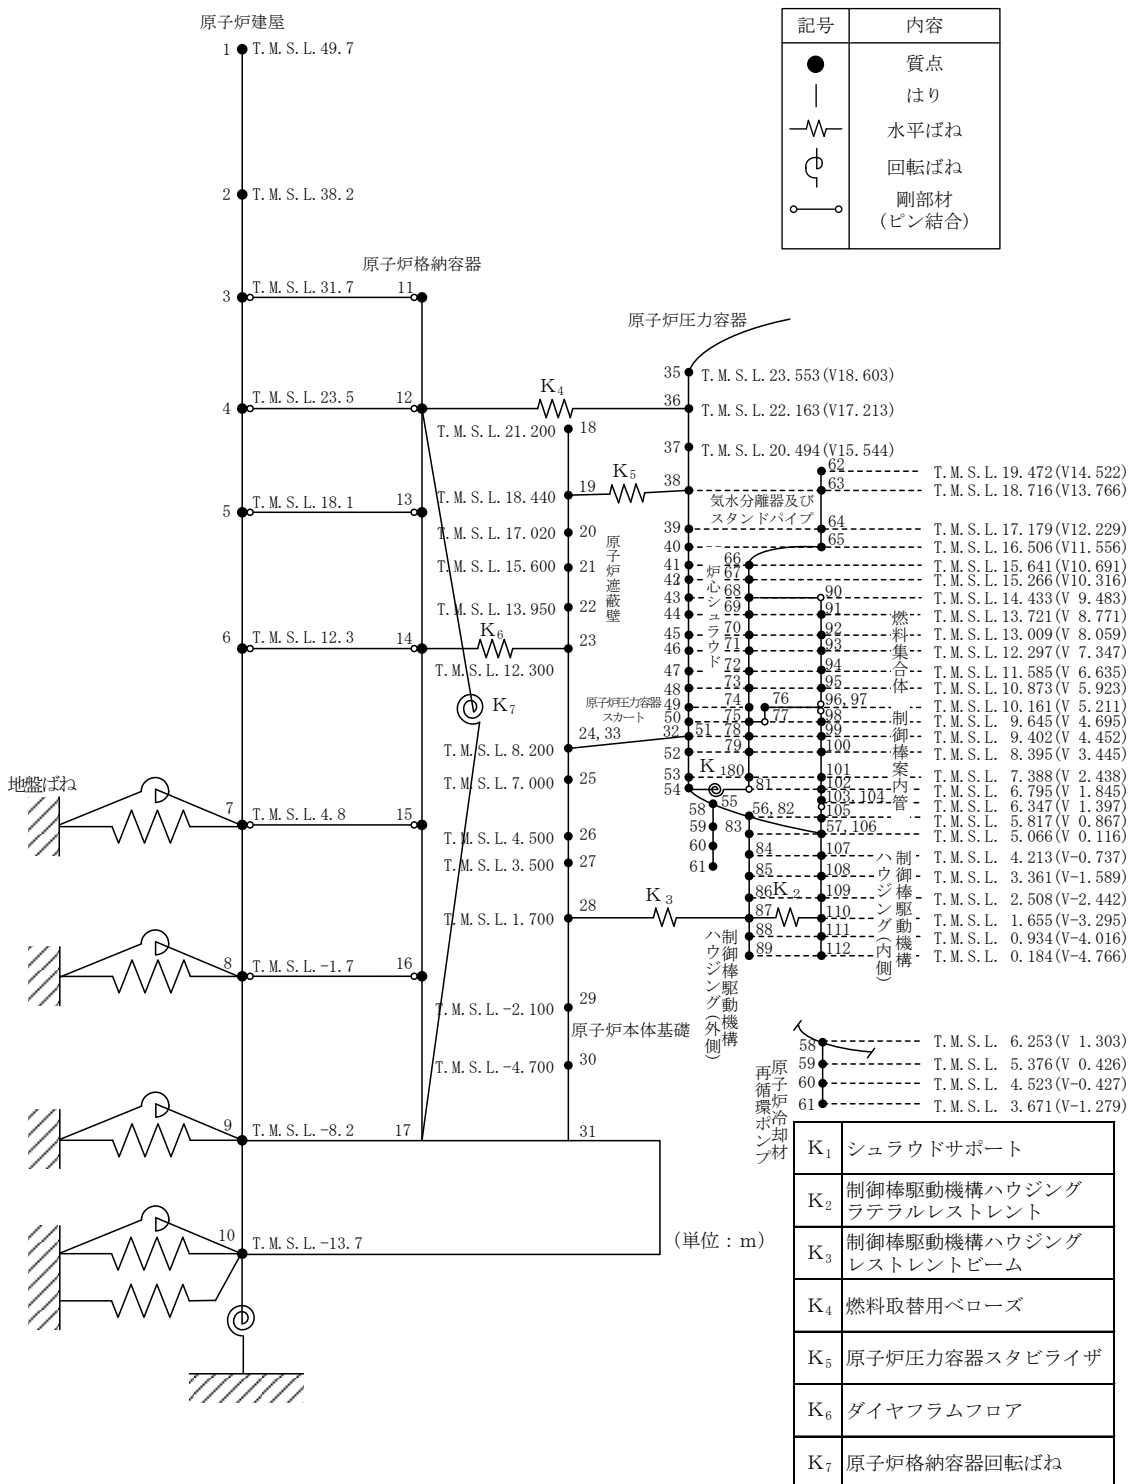 原子炉建屋
1 T.M.S.L.49.7
2 T.M.S.L.38.2
3 T.M.S.L.31.7
4 T.M.S.L.23.5
5 T.M.S.L.18.1
6 T.M.S.L.12.3
地盤ばね
7 T.M.S.L.4.8
8 T.M.S.L.-1.7
9 T.M.S.L.-8.2
10 T.M.S.L.-13.7
原子炉格納容器
11
12
13
14
15
16
17
K₄
K₅
K₆
K₇
K₃
K₂
K₁
T.M.S.L.21.200 18
T.M.S.L.18.440 19
T.M.S.L.17.020 20
T.M.S.L.15.600 21
T.M.S.L.13.950 22
T.M.S.L.12.300 23
原子炉遮蔽壁
原子炉圧力容器
スカート
24,33
T.M.S.L.8.200
T.M.S.L.7.000 25
T.M.S.L.4.500 26
T.M.S.L.3.500 27
T.M.S.L.1.700 28
T.M.S.L.-2.100 29
原子炉本体基礎
T.M.S.L.-4.700 30
31
(単位：m)
原子炉圧力容器
35 T.M.S.L.23.553(V18.603)
36 T.M.S.L.22.163(V17.213)
37 T.M.S.L.20.494(V15.544)
38
39
40
41
42
43
44
45
46
47
48
49
50
32 51
52
53
54
55
56,82
57,106
58
59
60
61
気水分離器及び
スタンドパイプ
炉心シュラウド
62
63
64
65
66
67
68
69
70
71
72
73
74
75
76
77
78
79
80
81
83
84
85
86
87
88
89
90
91
92
93
94
95
96,97
98
99
100
101
102
103,104
105
107
108
109
110
111
112
燃料集合体
制御棒案内管
制御棒駆動機構
ハウジング(内側)
制御棒駆動機構
ハウジング(外側)
T.M.S.L.19.472(V14.522)
T.M.S.L.18.716(V13.766)
T.M.S.L.17.179(V12.229)
T.M.S.L.16.506(V11.556)
T.M.S.L.15.641(V10.691)
T.M.S.L.15.266(V10.316)
T.M.S.L.14.433(V 9.483)
T.M.S.L.13.721(V 8.771)
T.M.S.L.13.009(V 8.059)
T.M.S.L.12.297(V 7.347)
T.M.S.L.11.585(V 6.635)
T.M.S.L.10.873(V 5.923)
T.M.S.L.10.161(V 5.211)
T.M.S.L. 9.645(V 4.695)
T.M.S.L. 9.402(V 4.452)
T.M.S.L. 8.395(V 3.445)
T.M.S.L. 7.388(V 2.438)
T.M.S.L. 6.795(V 1.845)
T.M.S.L. 6.347(V 1.397)
T.M.S.L. 5.817(V 0.867)
T.M.S.L. 5.066(V 0.116)
T.M.S.L. 4.213(V-0.737)
T.M.S.L. 3.361(V-1.589)
T.M.S.L. 2.508(V-2.442)
T.M.S.L. 1.655(V-3.295)
T.M.S.L. 0.934(V-4.016)
T.M.S.L. 0.184(V-4.766)
原子炉冷却材
再循環ポンプ
58 T.M.S.L. 6.253(V 1.303)
59 T.M.S.L. 5.376(V 0.426)
60 T.M.S.L. 4.523(V-0.427)
61 T.M.S.L. 3.671(V-1.279)
記号 内容
質点
はり
水平ばね
回転ばね
剛部材
(ピン結合)
K₁ シュラウドサポート
K₂ 制御棒駆動機構ハウジング
ラテラルレストレント
K₃ 制御棒駆動機構ハウジング
レストレントビーム
K₄ 燃料取替用ベローズ
K₅ 原子炉圧力容器スタビライザ
K₆ ダイヤフラムフロア
K₇ 原子炉格納容器回転ばね